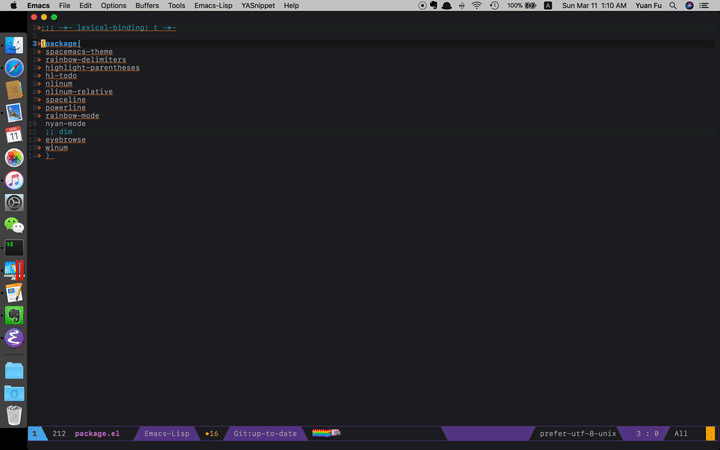 Emacs File Edit Options Buffers Tools Emacs-Lisp YASnippet Help 100% A Sun Mar 11 1:10 AM Yuan Fu
;;; -*- lexical-binding: t -*-
3 (package|
1 spacemacs-theme
2 rainbow-delimiters
3 highlight-parentheses
4 hl-todo
5 nlinum
6 nlinum-relative
7 spaceline
8 powerline
9 rainbow-mode
10 nyan-mode
11 ;; dim
12 eyebrowse
13 winum
14 )
1 212 package.el Emacs-Lisp •16 Git:up-to-date prefer-utf-8-unix 3 : 0 All